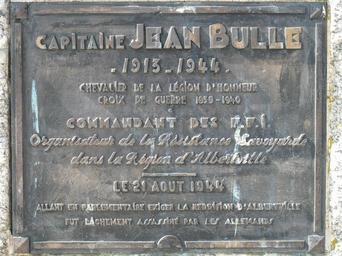 CAPITAINE JEAN BULLE
- 1913 - 1944 -
CHEVALIER DE LA LÉGION D'HONNEUR
CROIX DE GUERRE 1939-1940
COMMANDANT DES F.F.I.
Organisateur de la Résistance Savoyarde
dans la Région d'Albertville
LE 21 AOUT 1944
ALLANT EN PARLEMENTAIRE EXIGER LA REDDITION D'ALBERTVILLE
FUT LÂCHEMENT ASSASSINÉ PAR LES ALLEMANDS